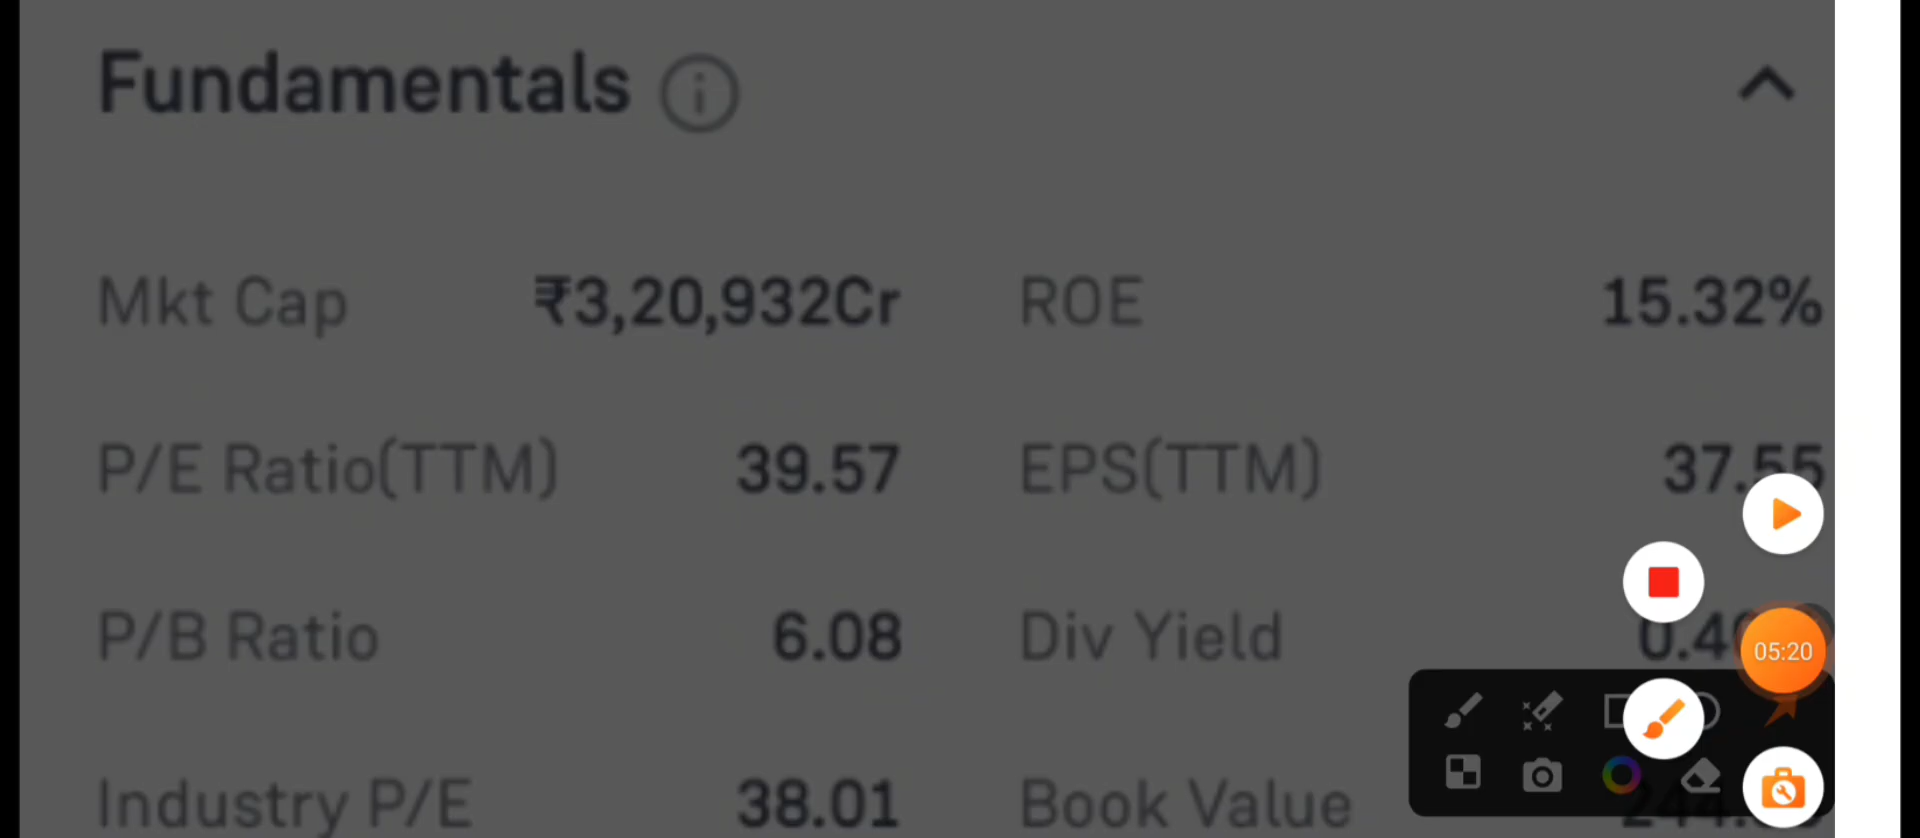 Fundamentals
Mkt Cap ₹3,20,932Cr ROE 15.32%
P/E Ratio(TTM) 39.57 EPS(TTM) 37.55
P/B Ratio 6.08 Div Yield
05:20
Industry P/E 38.01 Book Value